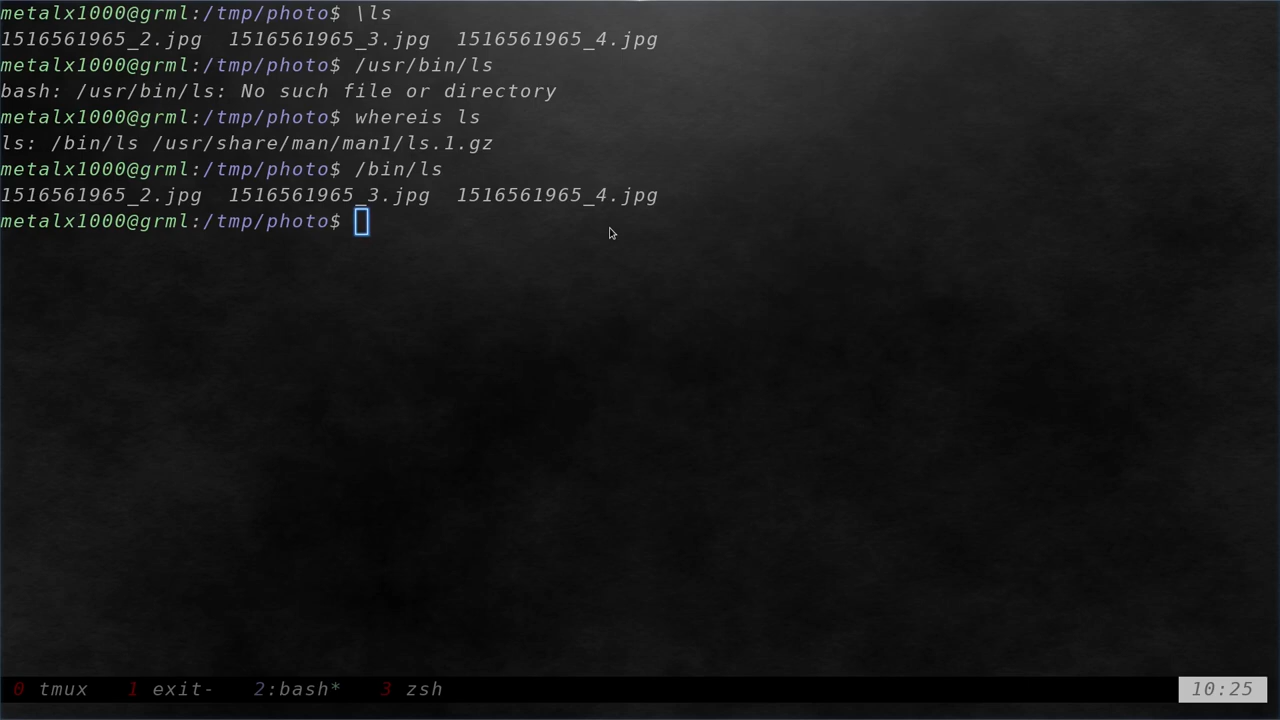 metalx1000@grml:/tmp/photo$ \ls
1516561965_2.jpg  1516561965_3.jpg  1516561965_4.jpg
metalx1000@grml:/tmp/photo$ /usr/bin/ls
bash: /usr/bin/ls: No such file or directory
metalx1000@grml:/tmp/photo$ whereis ls
ls: /bin/ls /usr/share/man/man1/ls.1.gz
metalx1000@grml:/tmp/photo$ /bin/ls
1516561965_2.jpg  1516561965_3.jpg  1516561965_4.jpg
metalx1000@grml:/tmp/photo$
0 tmux  1 exit-  2:bash*  3 zsh  10:25